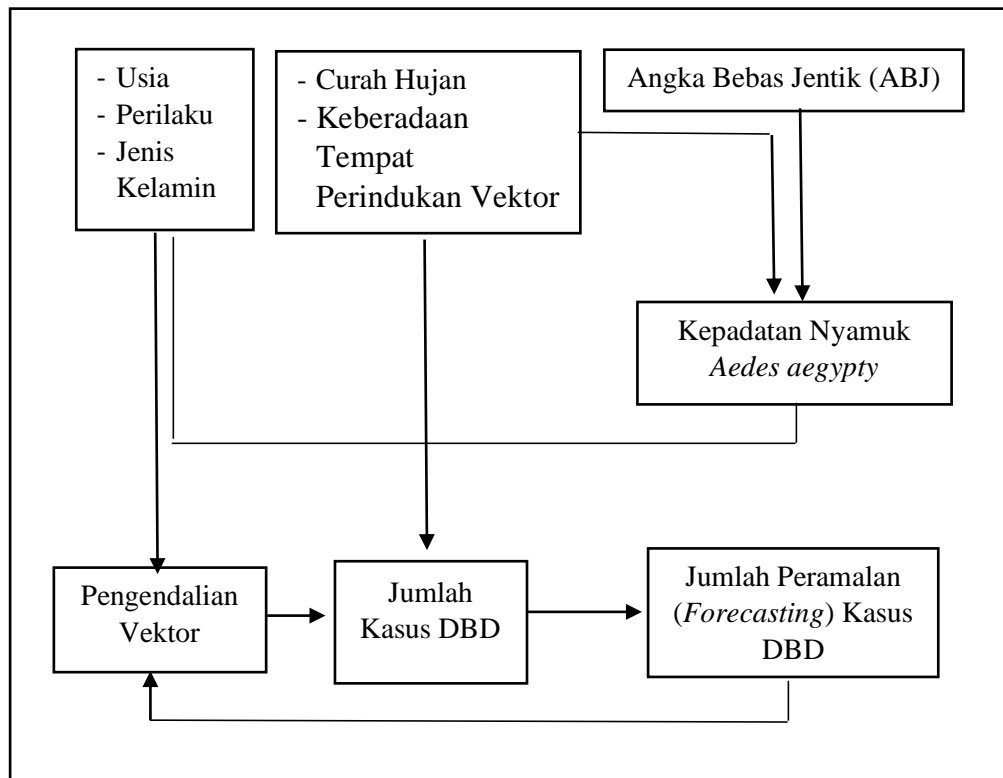 - Usia
- Perilaku
- Jenis
Kelamin
- Curah Hujan
- Keberadaan
Tempat
Perindukan Vektor
Angka Bebas Jentik (ABJ)
Kepadatan Nyamuk
Aedes aegypty
Pengendalian
Vektor
Jumlah
Kasus DBD
Jumlah Peramalan
(Forecasting) Kasus
DBD